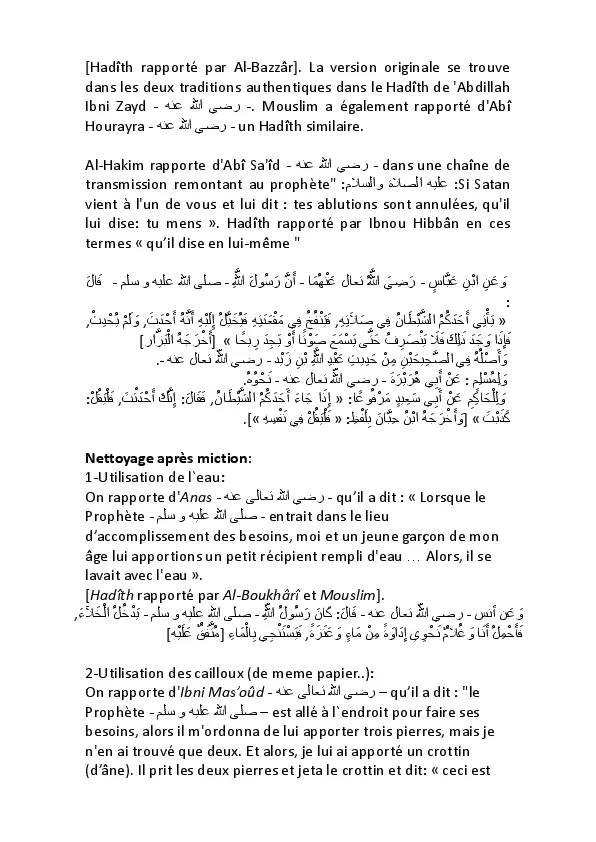 [Hadîth rapporté par Al-Bazzâr]. La version originale se trouve
dans les deux traditions authentiques dans le Hadîth de 'Abdillah
Ibni Zayd - رضي الله عنه -. Mouslim a également rapporté d'Abî
Hourayra - رضي الله عنه - un Hadîth similaire.
Al-Hakim rapporte d'Abî Sa'îd - رضي الله عنه - dans une chaîne de
transmission remontant au prophète" :عليه الصلاة والسلام :Si Satan
vient à l'un de vous et lui dit : tes ablutions sont annulées, qu'il
lui dise: tu mens ». Hadîth rapporté par Ibnou Hibbân en ces
termes « qu’il dise en lui-même "
وَعَنِ ابْنِ عَبَّاسٍ - رَضِيَ اللَّهُ تعال عَنْهُمَا - أَنَّ رَسُولَ اللَّهِ - صلى الله عليه و سلم - قَالَ
:
« يَأْتِي أَحَدَكُمُ الشَّيْطَانُ فِي صَلَاتِهِ, فَيَنْفُخُ فِي مَقْعَدَتِهِ فَيُخَيَّلُ إِلَيْهِ أَنَّهُ أَحْدَثَ, وَلَمْ يُحْدِثْ,
فَإِذَا وَجَدَ ذَلِكَ فَلَا يَنْصَرِفُ حَتَّى يَسْمَعَ صَوْتًا أَوْ يَجِدَ رِيحًا » [أَخْرَجَهُ الْبَزَّار]
وَأَصْلُهُ فِي الصَّحِيحَيْنِ مِنْ حَدِيثِ عَبْدِ اللَّهِ بْنِ زَيْدٍ - رضي الله تعال عنه -.
وَلِمُسْلِمٍ : عَنْ أَبِي هُرَيْرَةَ - رضي الله تعال عنه - نَحْوُهُ.
وَلِلْحَاكِمِ عَنْ أَبِي سَعِيدٍ مَرْفُوعًا: « إِذَا جَاءَ أَحَدَكُمُ الشَّيْطَانُ, فَقَالَ: إِنَّكَ أَحْدَثْتَ, فَلْيَقُلْ:
كَذَبْتَ » [وَأَخْرَجَهُ ابْنُ حِبَّانَ بِلَفْظِ: « فَلْيَقُلْ فِي نَفْسِهِ »].
Nettoyage après miction:
1-Utilisation de l`eau:
On rapporte d'Anas - رضي الله تعالى عنه - qu’il a dit : « Lorsque le
Prophète - صلى الله عليه و سلم - entrait dans le lieu
d’accomplissement des besoins, moi et un jeune garçon de mon
âge lui apportions un petit récipient rempli d'eau … Alors, il se
lavait avec l'eau ».
[Hadîth rapporté par Al-Boukhârî et Mouslim].
وَعَن أنس - رضي الله تعال عنه - قَالَ: كَانَ رَسُولُ اللَّهِ - صلى الله عليه و سلم - يَدْخُلُ الْخَلَاءَ,
فَأَحْمِلُ أَنَا وَغُلَامٌ نَحْوِي إِدَاوَةً مِنْ مَاءٍ وَعَنَزَةً, فَيَسْتَنْجِي بِالْمَاءِ [مُتَّفَقٌ عَلَيْه]
2-Utilisation des cailloux (de meme papier..):
On rapporte d'Ibni Mas’oûd - رضي الله تعالى عنه – qu’il a dit : "le
Prophète - صلى الله عليه و سلم – est allé à l`endroit pour faire ses
besoins, alors il m'ordonna de lui apporter trois pierres, mais je
n'en ai trouvé que deux. Et alors, je lui ai apporté un crottin
(d’âne). Il prit les deux pierres et jeta le crottin et dit: « ceci est